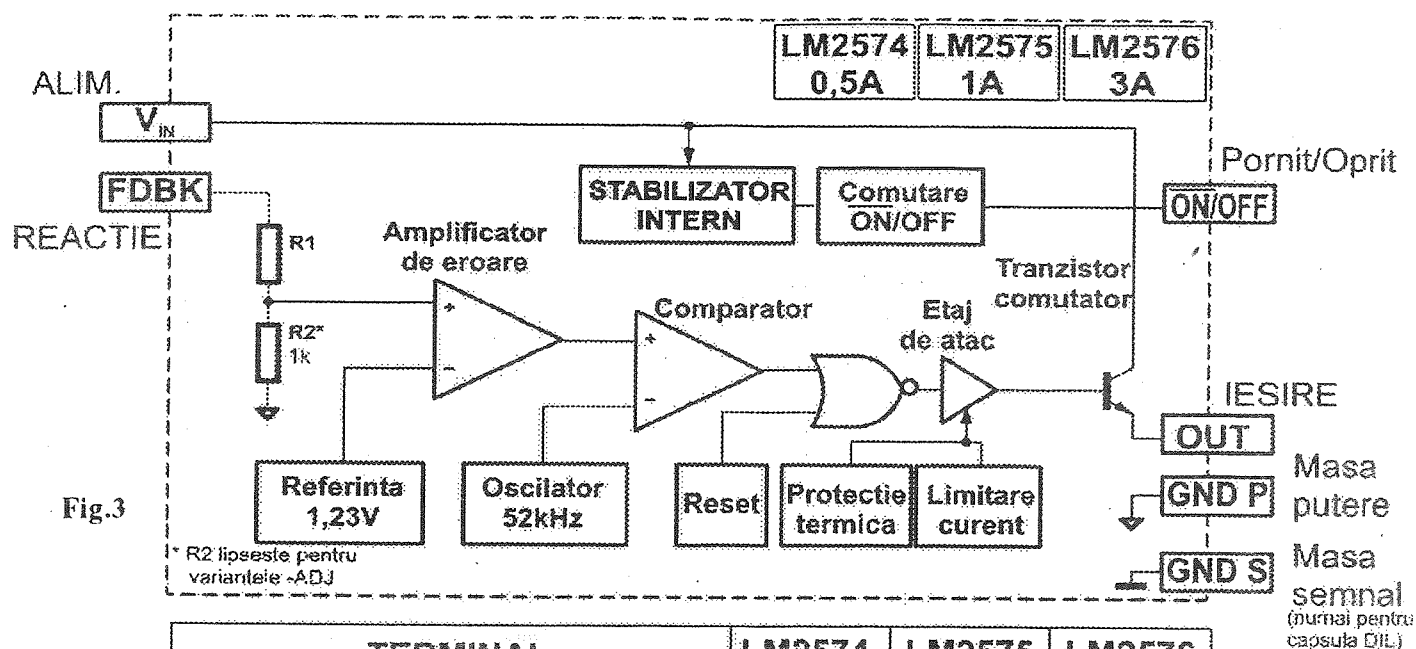 LM2574 LM2575 LM2576
0,5A 1A 3A
ALIM.
VIN
FDBK
REACTIE
STABILIZATOR
INTERN
Comutare
ON/OFF
Pornit/Oprit
ON/OFF
R1
Amplificator
de eroare
Tranzistor
comutator
+
Comparator
Etaj
de atac
R2*
1k
+
−
−
IESIRE
OUT
Referinta
1,23V
Oscilator
52kHz
Reset
Protectie
termica
Limitare
curent
Masa
putere
GND P
Fig.3
* R2 lipseste pentru
variantele -ADJ
GND S
Masa
semnal
(numai pentru
capsula DIL)
TERMINAL LM2574 LM2575 LM2576